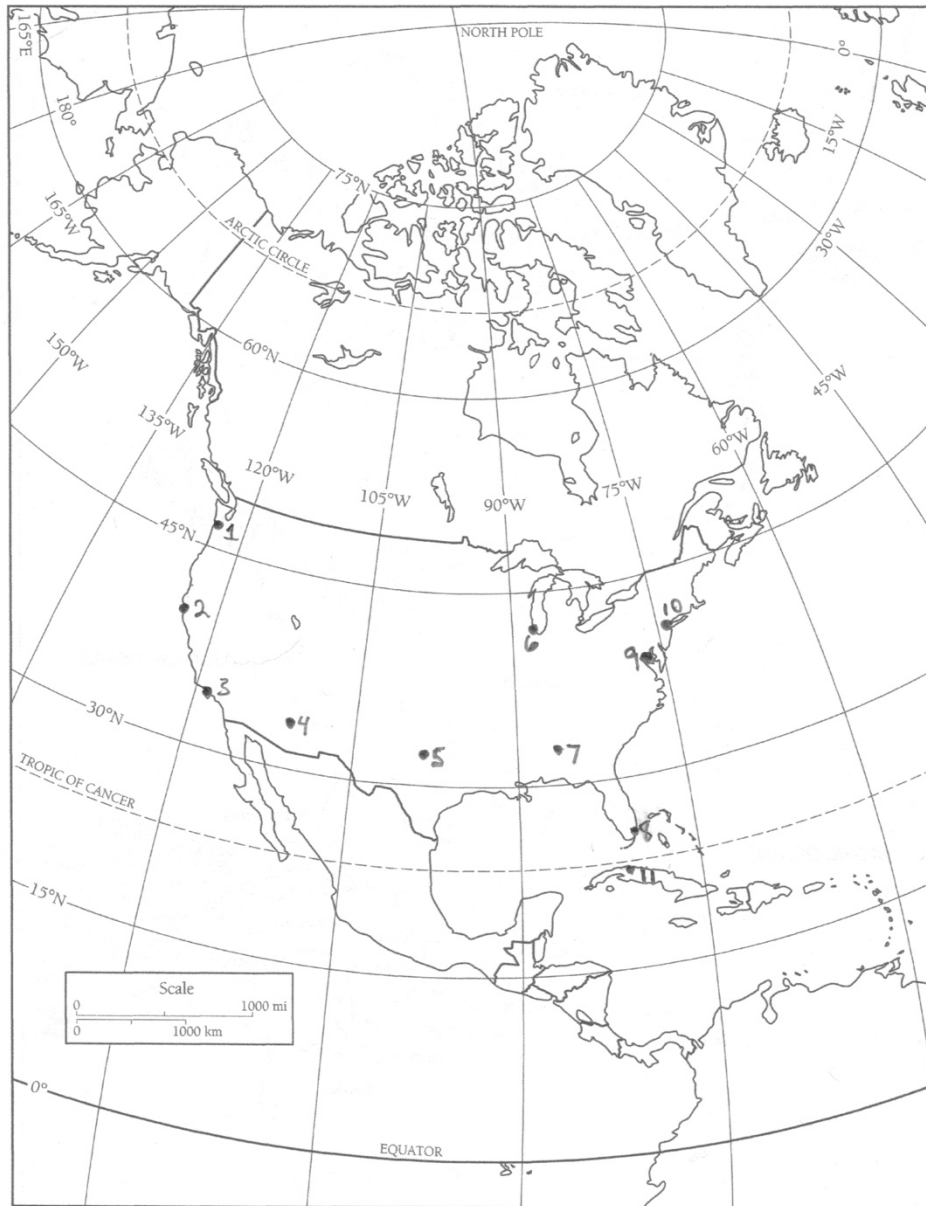 165°E
NORTH POLE
0°
180°
15°W
75°N
165°W
ARCTIC CIRCLE
30°W
150°W
60°N
45°W
135°W
60°W
120°W
105°W
90°W
75°W
45°N
1
2
10
6
9
3
30°N
4
5
7
TROPIC OF CANCER
8
11
15°N
Scale
0 1000 mi
0 1000 km
0°
EQUATOR